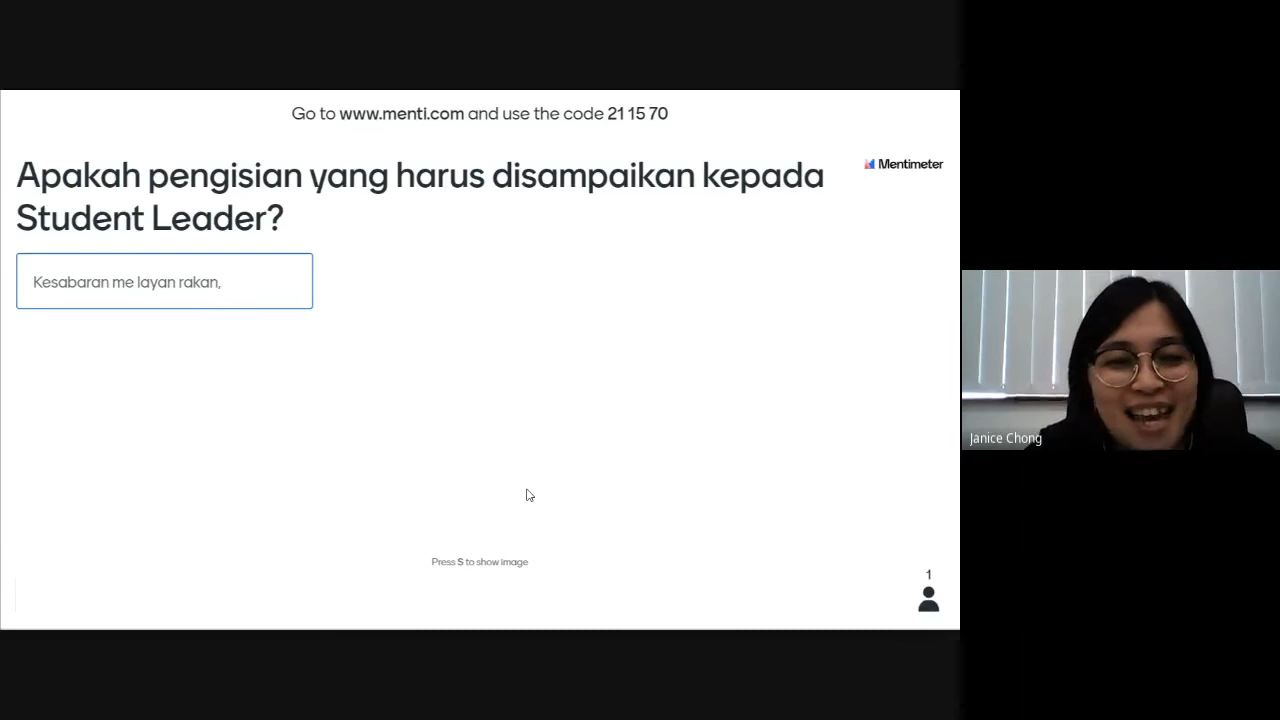 Go to www.menti.com and use the code 21 15 70
Apakah pengisian yang harus disampaikan kepada
Student Leader?
Mentimeter
Kesabaran me layan rakan,
Janice Chong
Press S to show image
1